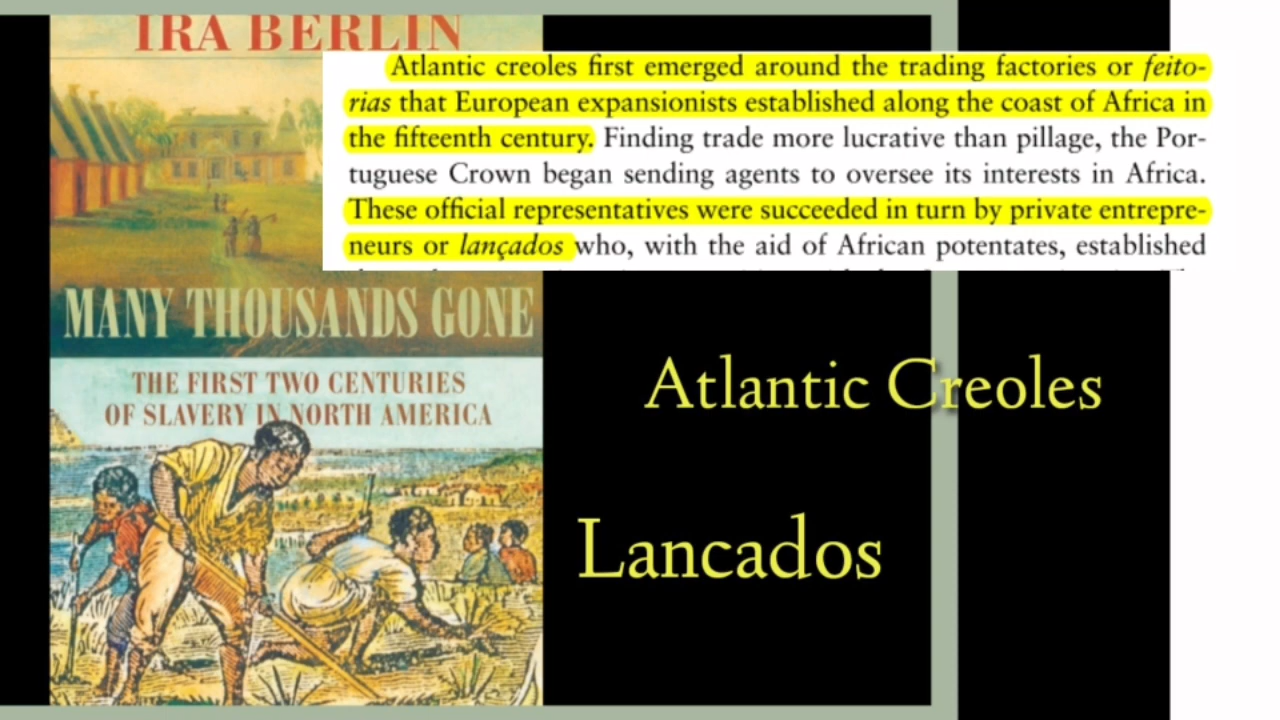 IRA BERLIN
Atlantic creoles first emerged around the trading factories or feito-
rias that European expansionists established along the coast of Africa in
the fifteenth century. Finding trade more lucrative than pillage, the Por-
tuguese Crown began sending agents to oversee its interests in Africa.
These official representatives were succeeded in turn by private entrepre-
neurs or lançados who, with the aid of African potentates, established
MANY THOUSANDS GONE
THE FIRST TWO CENTURIES
OF SLAVERY IN NORTH AMERICA
Atlantic Creoles
Lancados